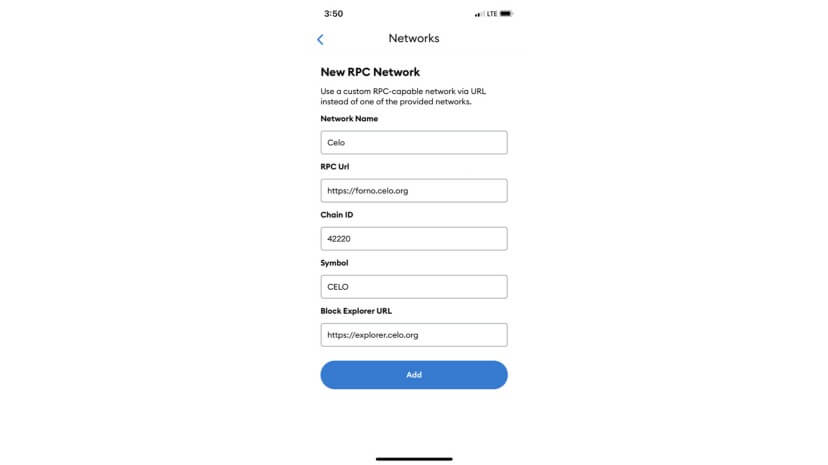 3:50
LTE
Networks
New RPC Network
Use a custom RPC-capable network via URL
instead of one of the provided networks.
Network Name
Celo
RPC Url
https://forno.celo.org
Chain ID
42220
Symbol
CELO
Block Explorer URL
https://explorer.celo.org
Add